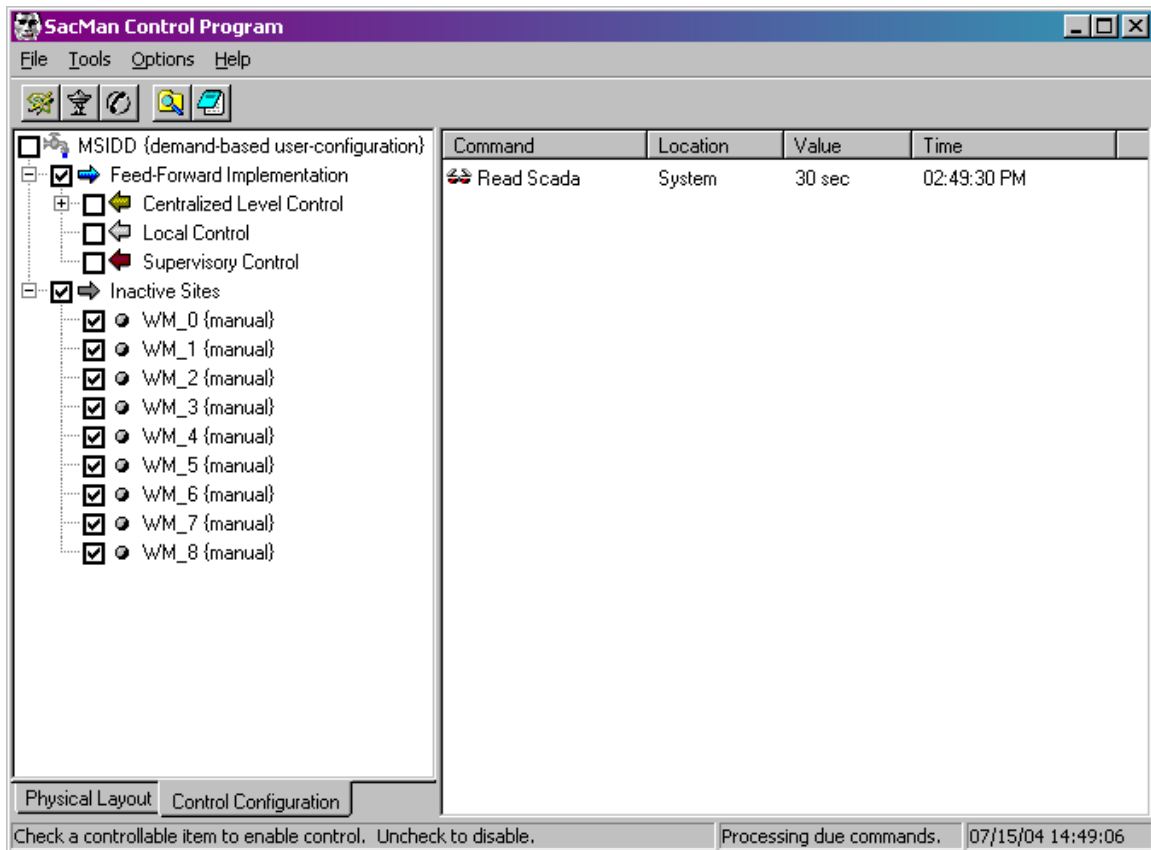 SacMan Control Program
File Tools Options Help
MSIDD {demand-based user-configuration}
Feed-Forward Implementation
Centralized Level Control
Local Control
Supervisory Control
Inactive Sites
WM_0 {manual}
WM_1 {manual}
WM_2 {manual}
WM_3 {manual}
WM_4 {manual}
WM_5 {manual}
WM_6 {manual}
WM_7 {manual}
WM_8 {manual}
Physical Layout Control Configuration
Command Location Value Time
Read Scada System 30 sec 02:49:30 PM
Check a controllable item to enable control. Uncheck to disable. Processing due commands. 07/15/04 14:49:06